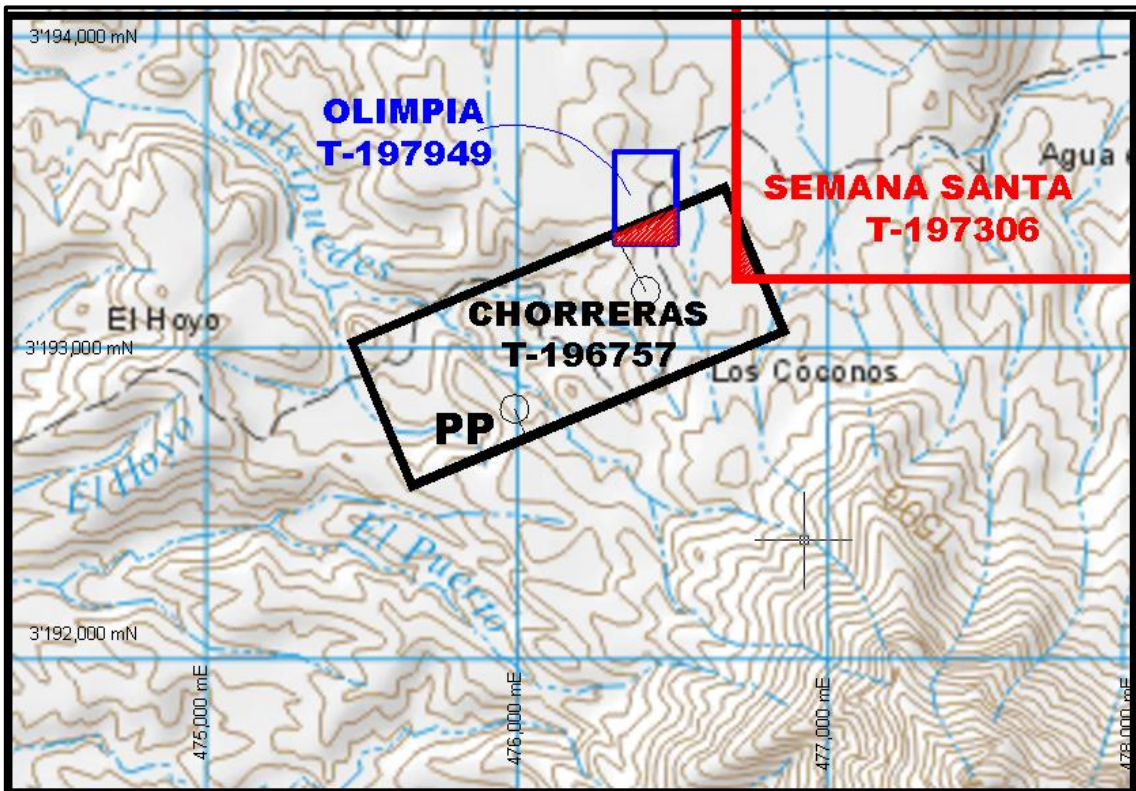 3'194,000 mN
OLIMPIA
T-197949
Salsipuedes
Agua
SEMANA SANTA
T-197306
El Hoyo
CHORRERAS
T-196757
3'193,000 mN
Los Cóconos
PP
El Hoyo
1500
El Puerto
3'192,000 mN
475,000 mE
476,000 mE
477,000 mE
478,000 mE